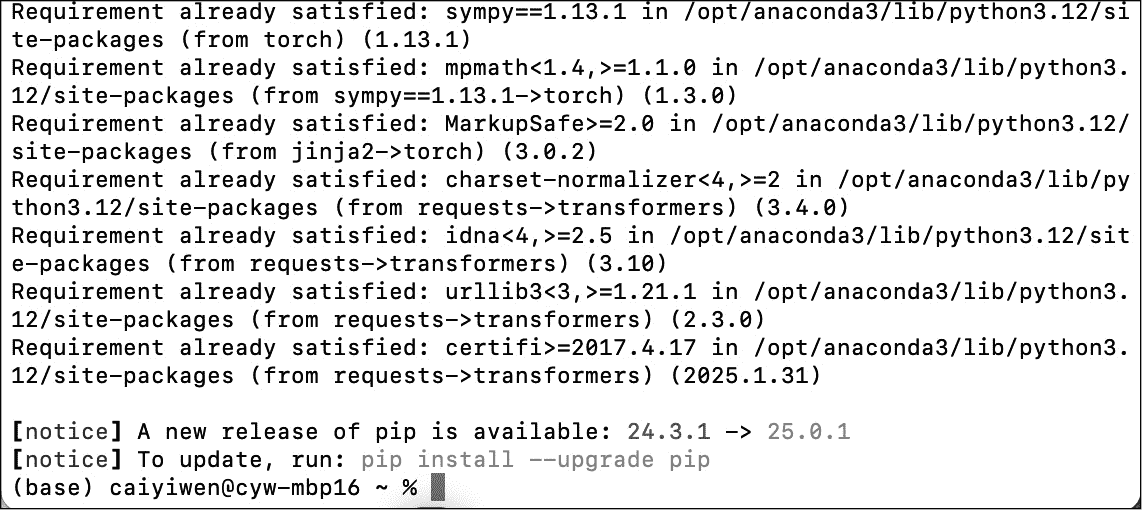 Requirement already satisfied: sympy==1.13.1 in /opt/anaconda3/lib/python3.12/si
te-packages (from torch) (1.13.1)
Requirement already satisfied: mpmath<1.4,>=1.1.0 in /opt/anaconda3/lib/python3.
12/site-packages (from sympy==1.13.1->torch) (1.3.0)
Requirement already satisfied: MarkupSafe>=2.0 in /opt/anaconda3/lib/python3.12/
site-packages (from jinja2->torch) (3.0.2)
Requirement already satisfied: charset-normalizer<4,>=2 in /opt/anaconda3/lib/py
thon3.12/site-packages (from requests->transformers) (3.4.0)
Requirement already satisfied: idna<4,>=2.5 in /opt/anaconda3/lib/python3.12/sit
e-packages (from requests->transformers) (3.10)
Requirement already satisfied: urllib3<3,>=1.21.1 in /opt/anaconda3/lib/python3.
12/site-packages (from requests->transformers) (2.3.0)
Requirement already satisfied: certifi>=2017.4.17 in /opt/anaconda3/lib/python3.
12/site-packages (from requests->transformers) (2025.1.31)
[notice] A new release of pip is available: 24.3.1 -> 25.0.1
[notice] To update, run: pip install --upgrade pip
(base) caiyiwen@cyw-mbp16 ~ %